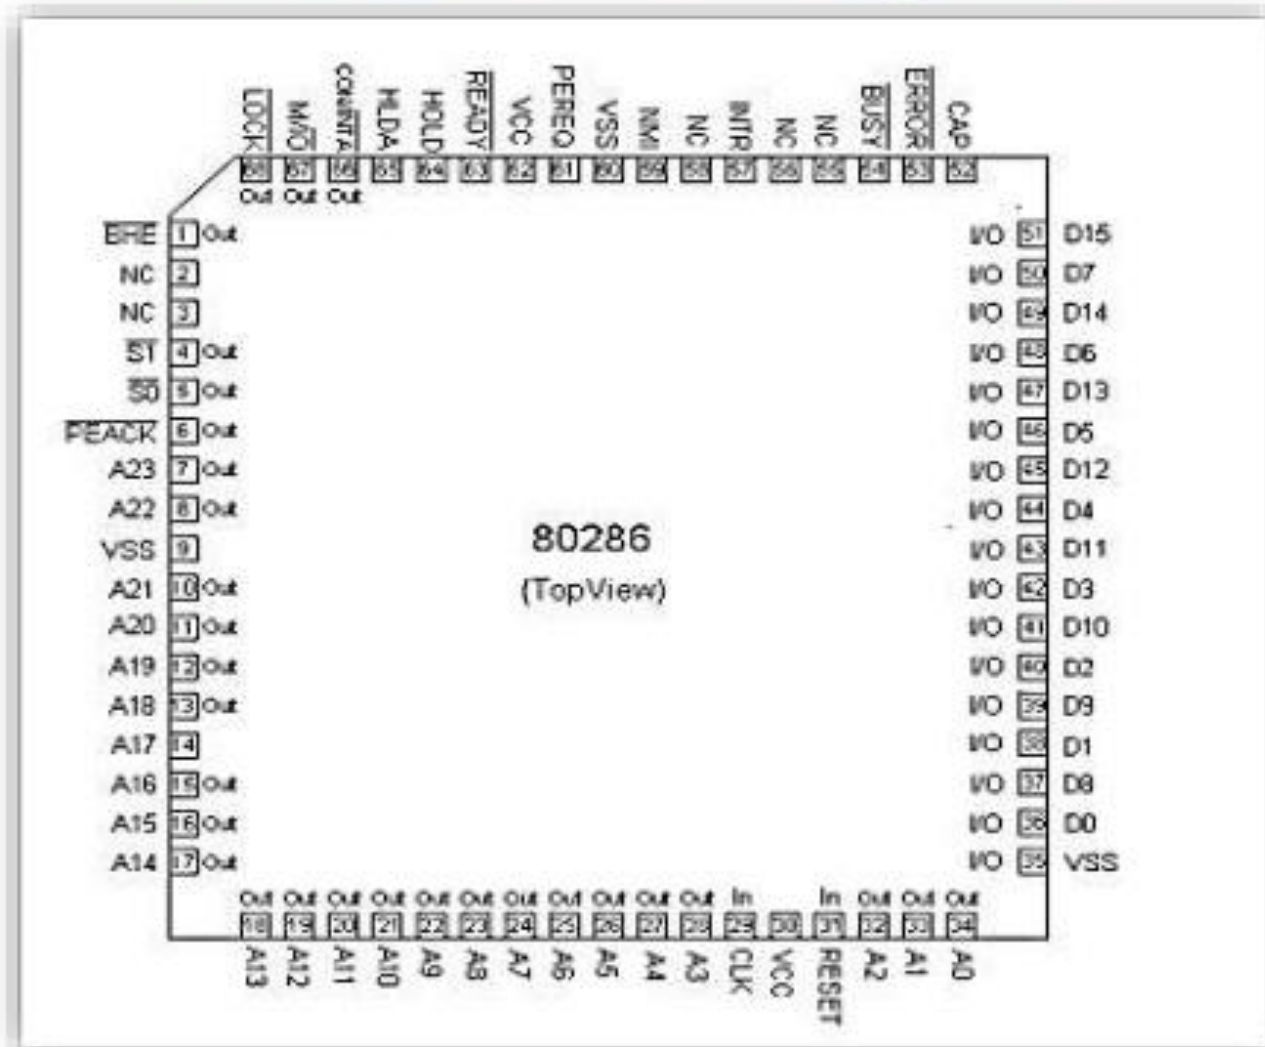 LOCK M/IO COD/INTA HLDA HOLD READY VCC PEREQ VSS NMI NC INTR NC NC BUSY ERROR CAP
68 67 66 65 64 63 62 61 60 59 58 57 56 55 54 53 52
Out Out Out
BHE 1 Out I/O 51 D15
NC 2 I/O 50 D7
NC 3 I/O 49 D14
S1 4 Out I/O 48 D6
S0 5 Out I/O 47 D13
PEACK 6 Out I/O 46 D5
A23 7 Out I/O 45 D12
A22 8 Out I/O 44 D4
VSS 9 I/O 43 D11
A21 10 Out I/O 42 D3
A20 11 Out I/O 41 D10
A19 12 Out I/O 40 D2
A18 13 Out I/O 39 D9
A17 14 I/O 38 D1
A16 15 Out I/O 37 D8
A15 16 Out I/O 36 D0
A14 17 Out I/O 35 VSS
80286
(TopView)
Out Out Out Out Out Out Out Out Out Out Out In In Out Out Out
18 19 20 21 22 23 24 25 26 27 28 29 30 31 32 33 34
A13 A12 A11 A10 A9 A8 A7 A6 A5 A4 A3 CLK VCC RESET A2 A1 A0